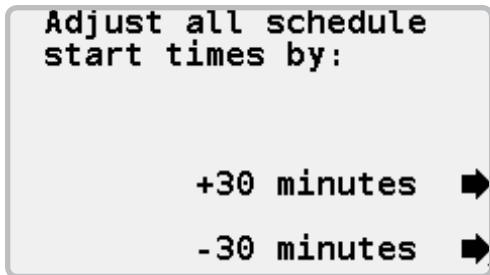 Adjust all schedule
start times by:
+30 minutes
-30 minutes